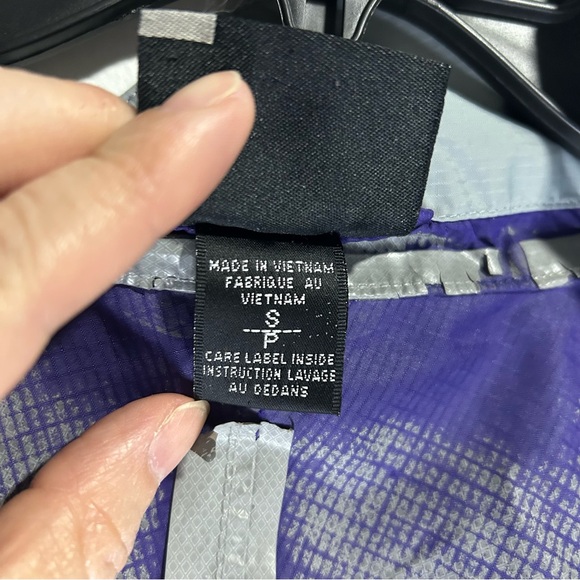 MADE IN VIETNAM
FABRIQUE AU
VIETNAM
S
P
CARE LABEL INSIDE
INSTRUCTION LAVAGE
AU DEDANS